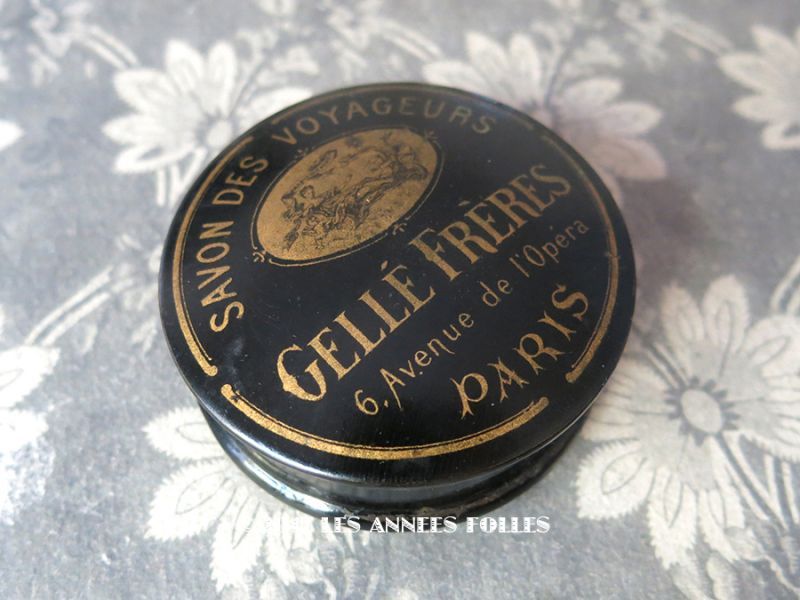 SAVON DES VOYAGEURS
GELLÉ FRÈRES
6, Avenue de l'Opéra
PARIS
LES ANNEES FOLLES